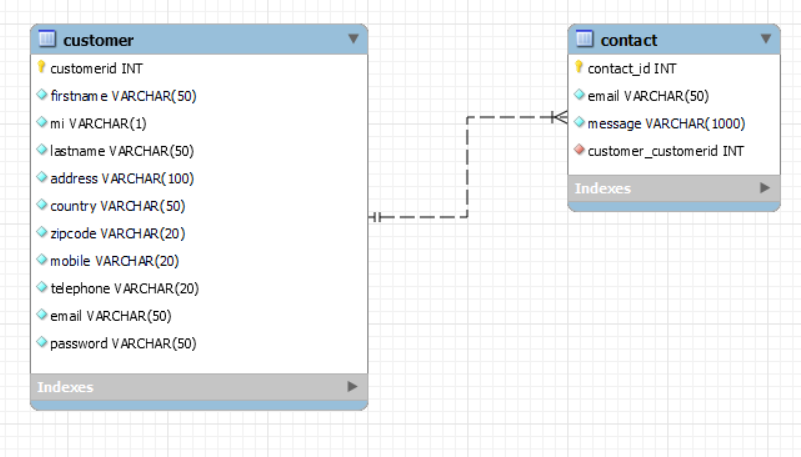 customer
customerid INT
firstname VARCHAR(50)
mi VARCHAR(1)
lastname VARCHAR(50)
address VARCHAR(100)
country VARCHAR(50)
zipcode VARCHAR(20)
mobile VARCHAR(20)
telephone VARCHAR(20)
email VARCHAR(50)
password VARCHAR(50)
Indexes
contact
contact_id INT
email VARCHAR(50)
message VARCHAR(1000)
customer_customerid INT
Indexes